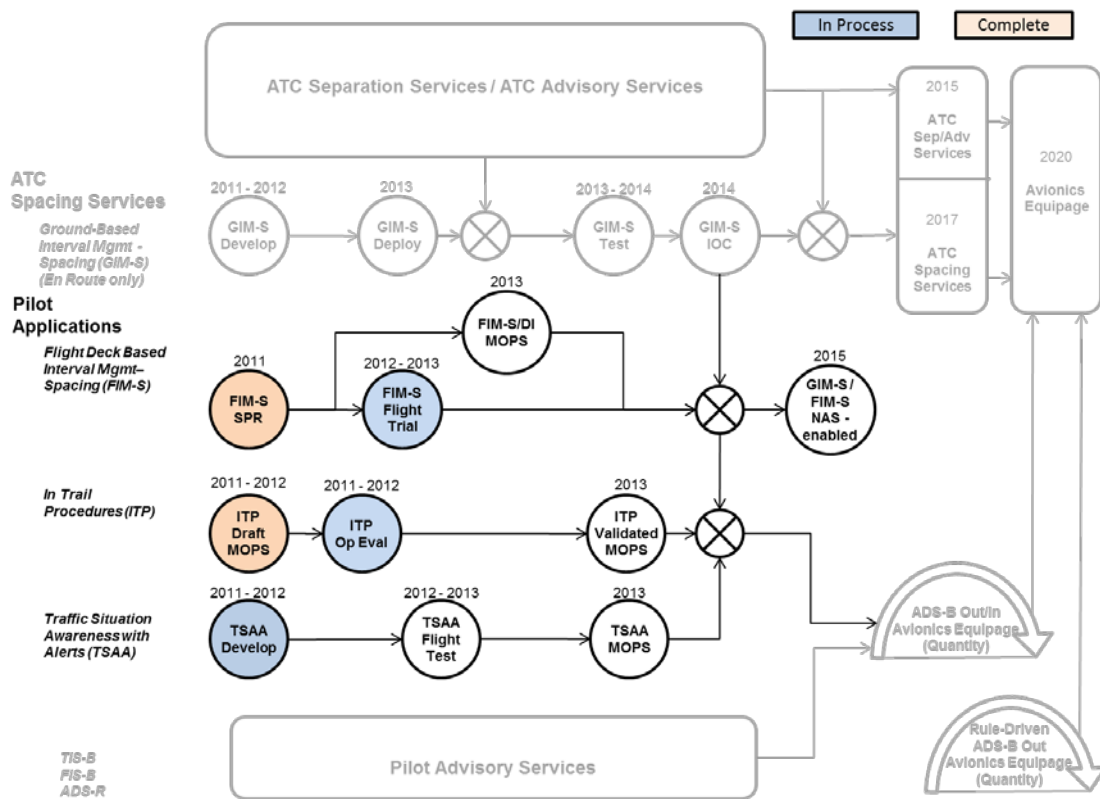 In Process
Complete
ATC Separation Services / ATC Advisory Services
2015
ATC
Sep/Adv
Services
2020
Avionics
Equipage
ATC
Spacing Services
Ground-Based
Interval Mgmt -
Spacing (GIM-S)
(En Route only)
2011 - 2012
GIM-S
Develop
2013
GIM-S
Deploy
2013 - 2014
GIM-S
Test
2014
GIM-S
IOC
2017
ATC
Spacing
Services
Pilot
Applications
Flight Deck Based
Interval Mgmt–
Spacing (FIM-S)
2013
FIM-S/DI
MOPS
2011
FIM-S
SPR
2012 - 2013
FIM-S
Flight
Trial
2015
GIM-S /
FIM-S
NAS -
enabled
In Trail
Procedures (ITP)
2011 - 2012
ITP
Draft
MOPS
2011 - 2012
ITP
Op Eval
2013
ITP
Validated
MOPS
Traffic Situation
Awareness with
Alerts (TSAA)
2011 - 2012
TSAA
Develop
2012 - 2013
TSAA
Flight
Test
2013
TSAA
MOPS
ADS-B Out/In
Avionics Equipage
(Quantity)
TIS-B
FIS-B
ADS-R
Pilot Advisory Services
Rule-Driven
ADS-B Out
Avionics Equipage
(Quantity)